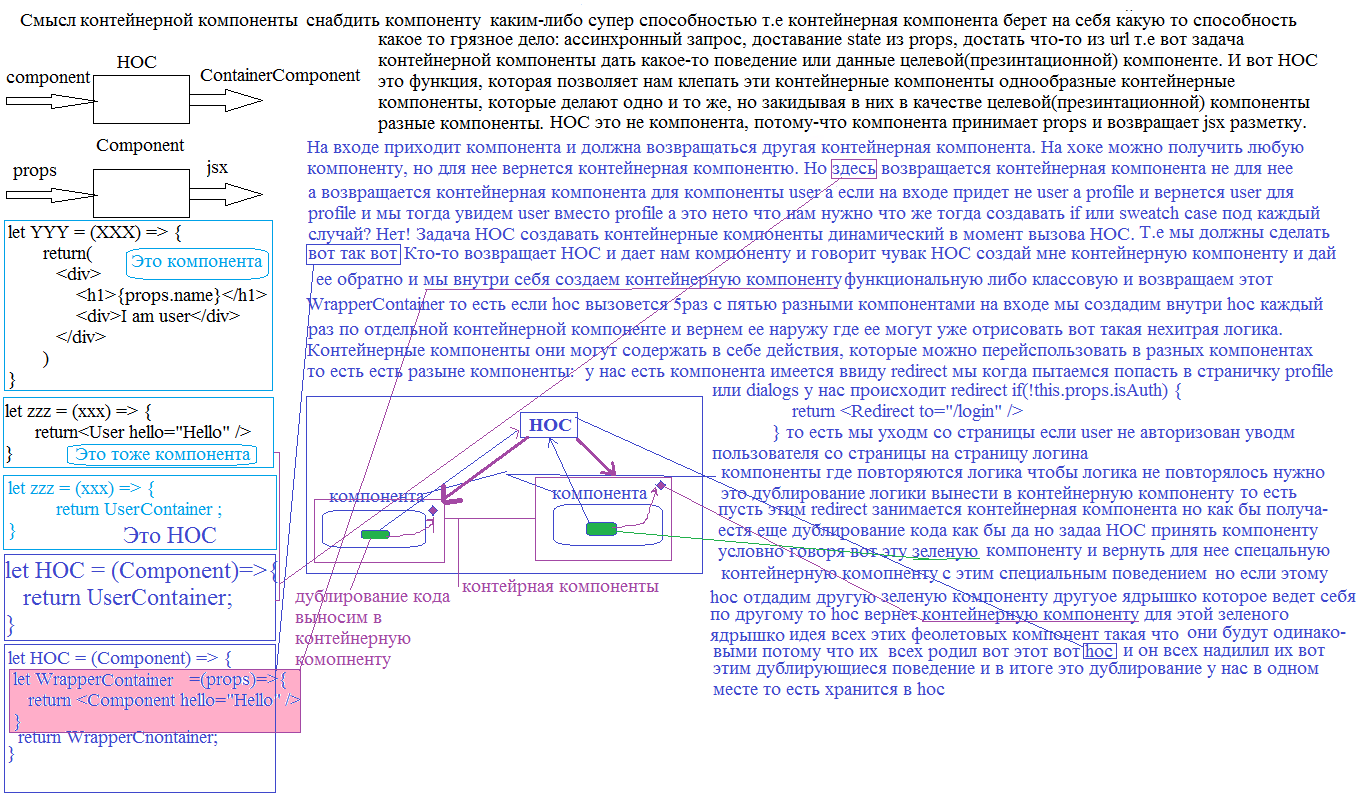 Смысл контейнерной компоненты снабдить компоненту каким-либо супер способностью т.е контейнерная компонента берет на себя какую то способность
какое то грязное дело: ассинхронный запрос, доставание state из props, достать что-то из url т.е вот задача
контейнерной компоненты дать какое-то поведение или данные целевой(презинтационной) компоненте. И вот HOC
это функция, которая позволяет нам клепать эти контейнерные компоненты однообразные контейнерные
компоненты, которые делают одно и то же, но закидывая в них в качестве целевой(презинтационной) компоненты
разные компоненты. HOC это не компонента, потому-что компонента принимает props и возвращает jsx разметку.
HOC
component
ContainerComponent
Component
props
jsx
let YYY = (XXX) => {
return(
Это компонента
<div>
<h1>{props.name}</h1>
<div>I am user</div>
</div>
)
}
let zzz = (xxx) => {
return<User hello="Hello" />
}
Это тоже компонента
let zzz = (xxx) => {
return UserContainer ;
}
Это HOC
let HOC = (Component)=>{
return UserContainer;
}
let HOC = (Component) => {
let WrapperContainer =(props)=>{
return <Component hello="Hello" />
}
return WrapperCnontainer;
}
На входе приходит компонента и должна возвращаться другая контейнерная компонента. На хоке можно получить любую
компоненту, но для нее вернется контейнерная компонентю. Но здесь возвращается контейнерная компонента не для нее
а возвращается контейнерная компонента для компоненты user а если на входе придет не user а profile и вернется user для
profile и мы тогда увидем user вместо profile а это нето что нам нужно что же тогда создавать if или sweatch case под каждый
случай? Нет! Задача HOC создавать контейнерные компоненты динамический в момент вызова HOC. Т.е мы должны сделать
вот так вот Кто-то возвращает HOC и дает нам компоненту и говорит чувак HOC создай мне контейнерную компоненту и дай
ее обратно и мы внутри себя создаем контейнерную компоненту функциональную либо классовую и возвращаем этот
WrapperContainer то есть если hoc вызовется 5раз с пятью разными компонентами на входе мы создадим внутри hoc каждый
раз по отдельной контейнерной компоненте и вернем ее наружу где ее могут уже отрисовать вот такая нехитрая логика.
Контейнерные компоненты они могут содержать в себе действия, которые можно перейспользовать в разных компонентах
то есть есть разыне компоненты: у нас есть компонента имеется ввиду redirect мы когда пытаемся попасть в страничку profile
или dialogs у нас происходит redirect if(!this.props.isAuth) {
return <Redirect to="/login" />
} то есть мы уходм со страницы если user не авторизован уводм
пользователя со страницы на страницу логина
компоненты где повторяются логика чтобы логика не повторялось нужно
это дублирование логики вынести в контейнерную компоненту то есть
пусть этим redirect занимается контейнерная компонента но как бы получа-
естя еще дублирование кода как бы да но задаа HOC принять компоненту
условно говоря вот эту зеленую компоненту и вернуть для нее спецальную
контейнерную комопненту с этим специальным поведением но если этому
hoc отдадим другую зеленую компоненту другуое ядрышко которое ведет себя
по другому то hoc вернет контейнерную компоненту для этой зеленого
ядрышко идея всех этих феолетовых компонент такая что они будут одинако-
выми потому что их всех родил вот этот вот hoc и он всех надилил их вот
этим дублирующиеся поведение и в итоге это дублирование у нас в одном
месте то есть хранится в hoc
HOC
компонента
компонента
контейрная компоненты
дублирование кода
выносим в
контейнерную
комопненту